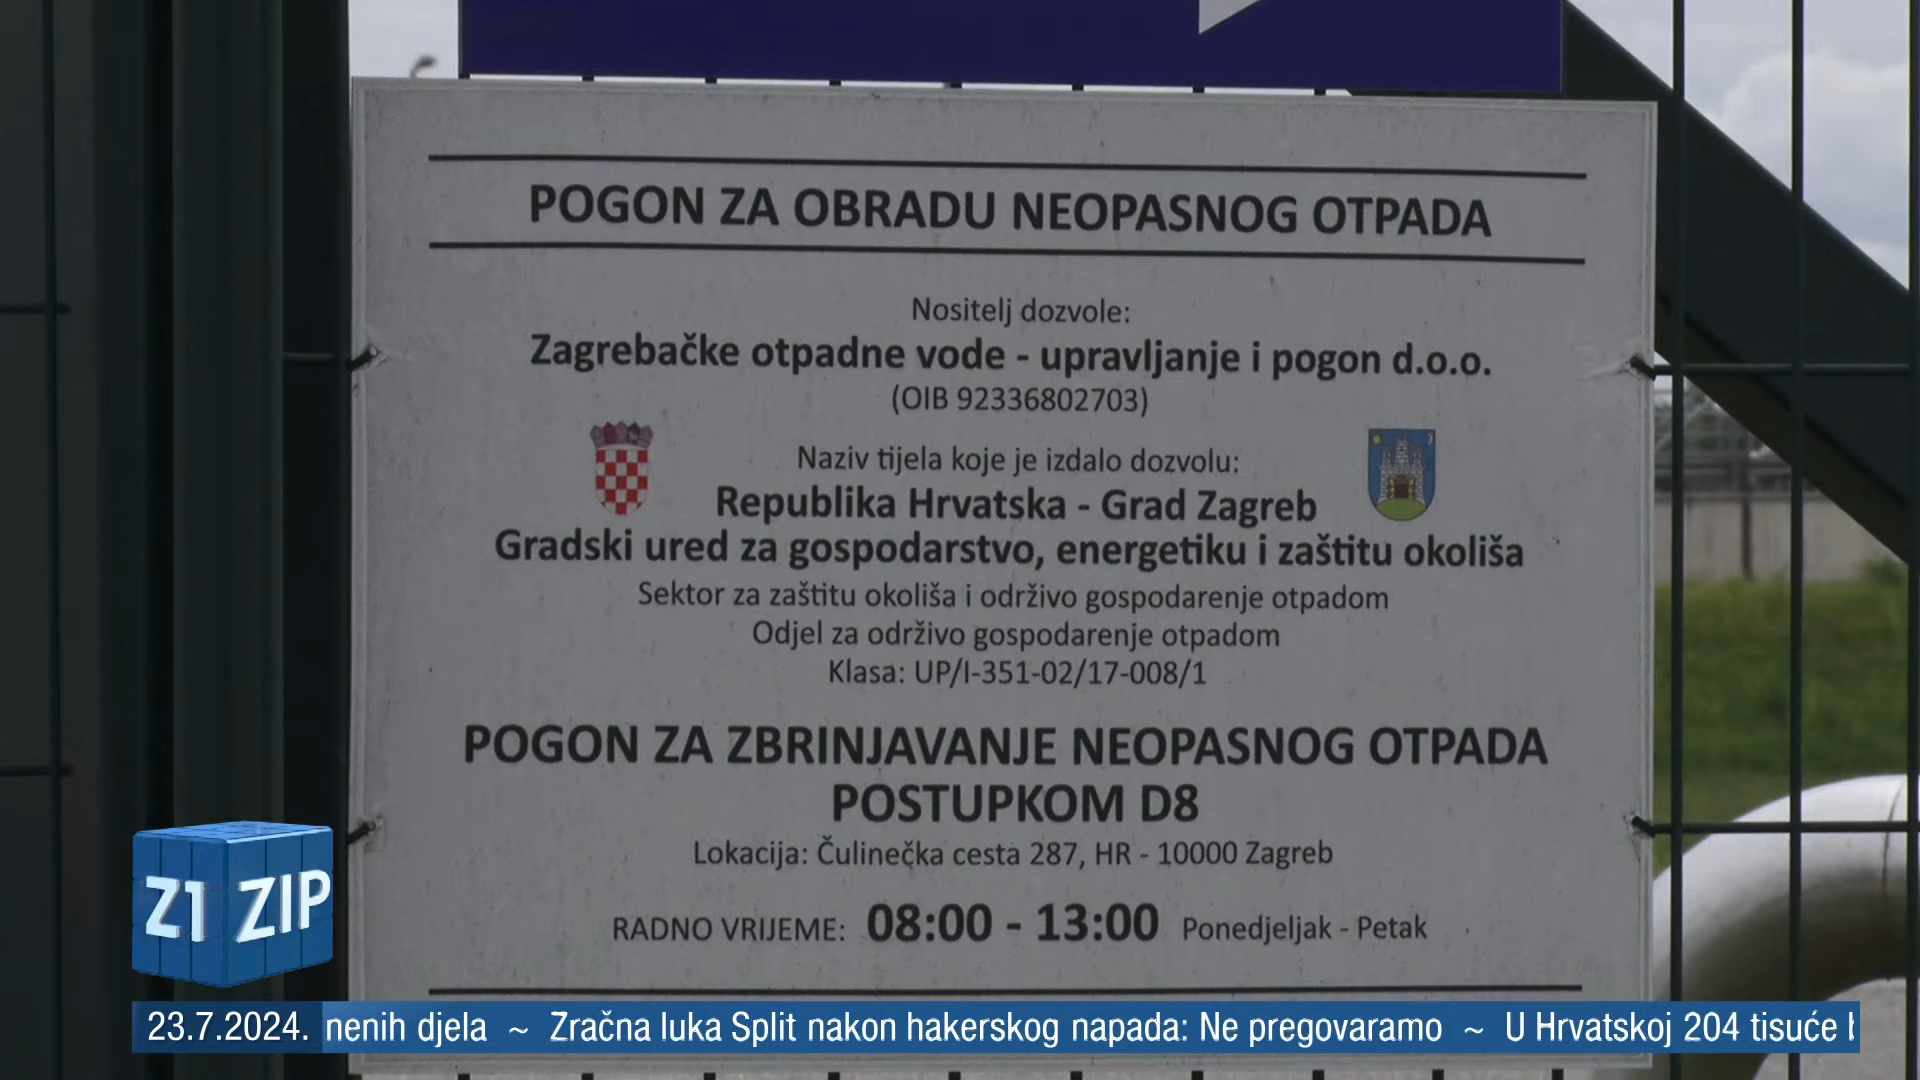 POGON ZA OBRADU NEOPASNOG OTPADA
Nositelj dozvole:
Zagrebačke otpadne vode - upravljanje i pogon d.o.o.
(OIB 92336802703)
Naziv tijela koje je izdalo dozvolu:
Republika Hrvatska - Grad Zagreb
Gradski ured za gospodarstvo, energetiku i zaštitu okoliša
Sektor za zaštitu okoliša i održivo gospodarenje otpadom
Odjel za održivo gospodarenje otpadom
Klasa: UP/I-351-02/17-008/1
POGON ZA ZBRINJAVANJE NEOPASNOG OTPADA
POSTUPKOM D8
Lokacija: Čulinečka cesta 287, HR - 10000 Zagreb
RADNO VRIJEME: 08:00 - 13:00 Ponedjeljak - Petak
Z1 ZIP
23.7.2024. nenih djela ~ Zračna luka Split nakon hakerskog napada: Ne pregovaramo ~ U Hrvatskoj 204 tisuće